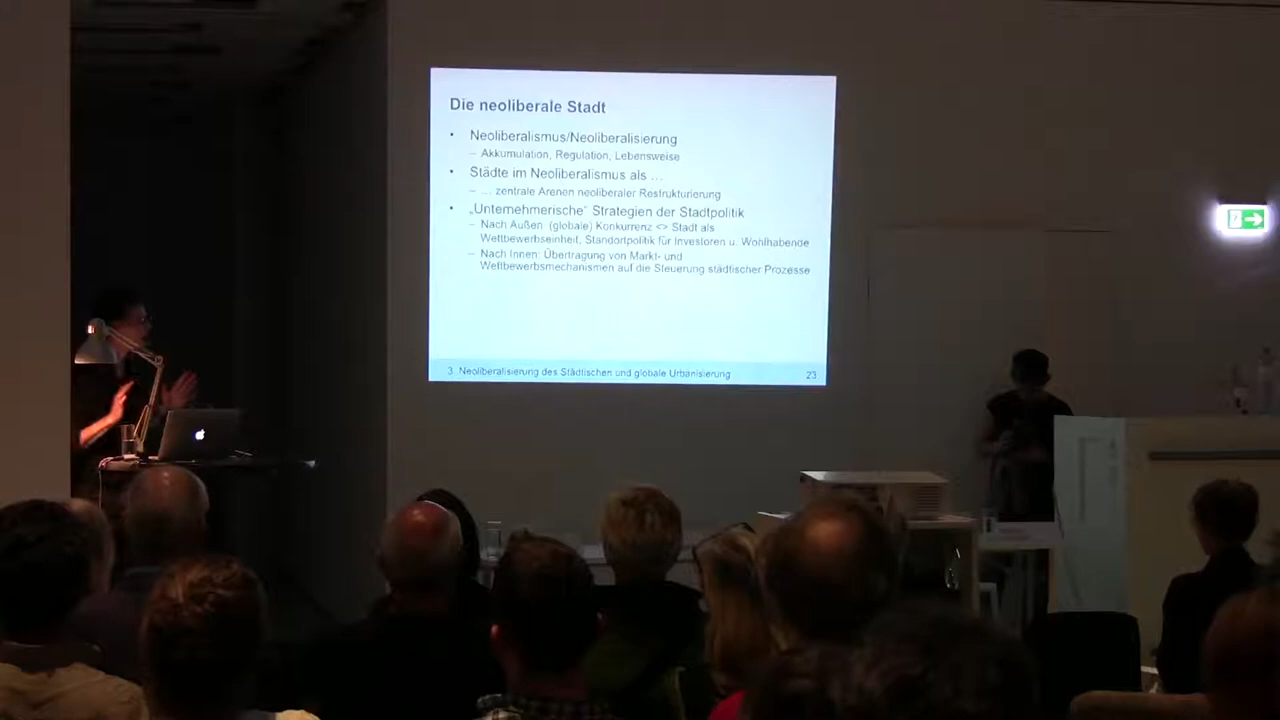 Die neoliberale Stadt
• Neoliberalismus/Neoliberalisierung
– Akkumulation, Regulation, Lebensweise
• Städte im Neoliberalismus als ...
– ... zentrale Arenen neoliberaler Restrukturierung
• „Unternehmerische“ Strategien der Stadtpolitik
– Nach Außen: (globale) Konkurrenz <> Stadt als
Wettbewerbseinheit, Standortpolitik für Investoren u. Wohlhabende
– Nach Innen: Übertragung von Markt- und
Wettbewerbsmechanismen auf die Steuerung städtischer Prozesse
3. Neoliberalisierung des Städtischen und globale Urbanisierung 23